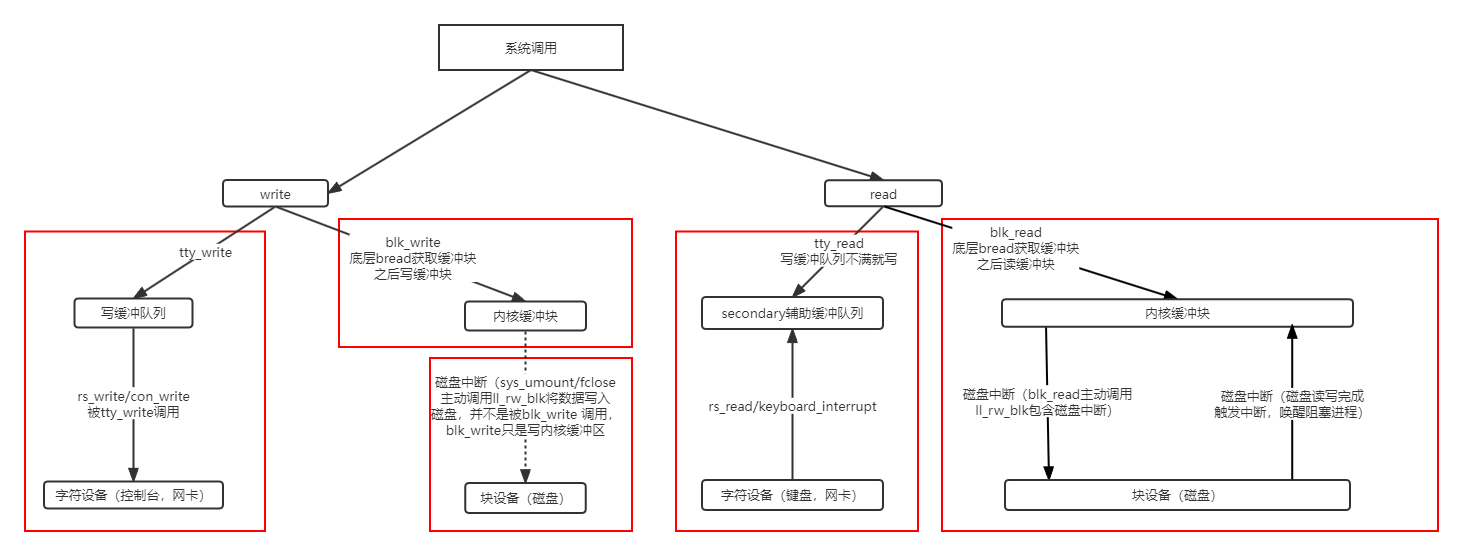 系统调用
write
read
tty_write
blk_write
底层bread获取缓冲块
之后写缓冲块
tty_read
写缓冲队列不满就写
blk_read
底层bread获取缓冲块
之后读缓冲块
写缓冲队列
内核缓冲块
secondary辅助缓冲队列
内核缓冲块
rs_write/con_write
被tty_write调用
磁盘中断（sys_umount/fclose
主动调用ll_rw_blk将数据写入
磁盘，并不是被blk_write 调用，
blk_write只是写内核缓冲区
rs_read/keyboard_interrupt
磁盘中断（blk_read主动调用
ll_rw_blk包含磁盘中断）
磁盘中断（磁盘读写完成
触发中断，唤醒阻塞进程）
字符设备（控制台，网卡）
块设备（磁盘）
字符设备（键盘，网卡）
块设备（磁盘）